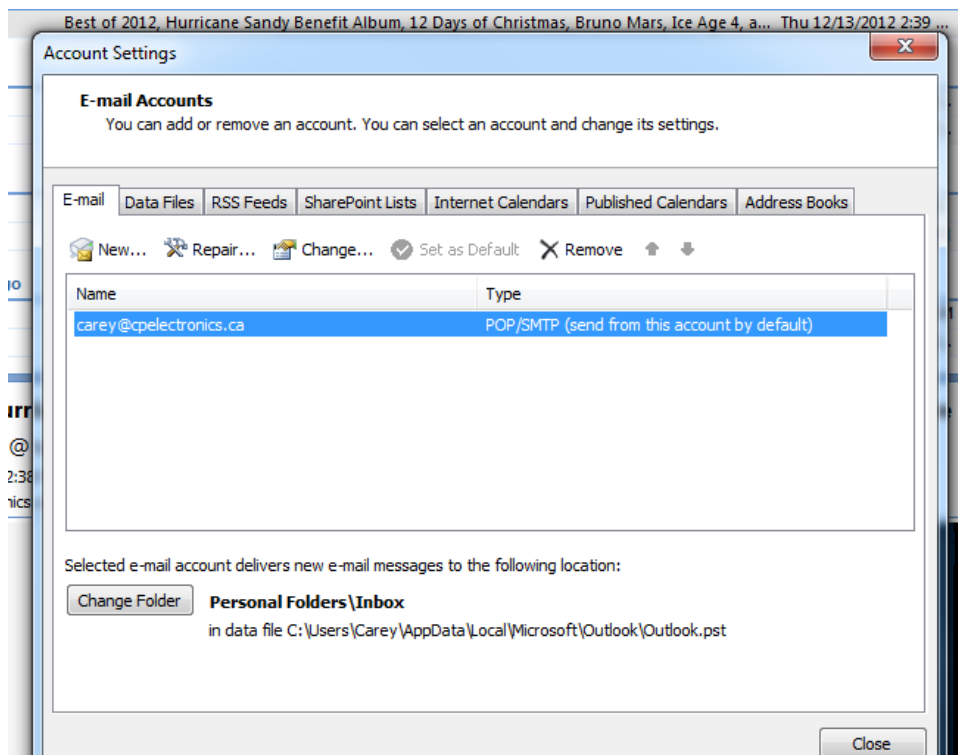 Best of 2012, Hurricane Sandy Benefit Album, 12 Days of Christmas, Bruno Mars, Ice Age 4, a... Thu 12/13/2012 2:39 ...
Account Settings
E-mail Accounts
You can add or remove an account. You can select an account and change its settings.
E-mail Data Files RSS Feeds SharePoint Lists Internet Calendars Published Calendars Address Books
New... Repair... Change... Set as Default Remove
go
Name Type
carey@cpelectronics.ca POP/SMTP (send from this account by default)
urr
@
2:38
nics
Selected e-mail account delivers new e-mail messages to the following location:
Change Folder Personal Folders\Inbox
in data file C:\Users\Carey\AppData\Local\Microsoft\Outlook\Outlook.pst
Close